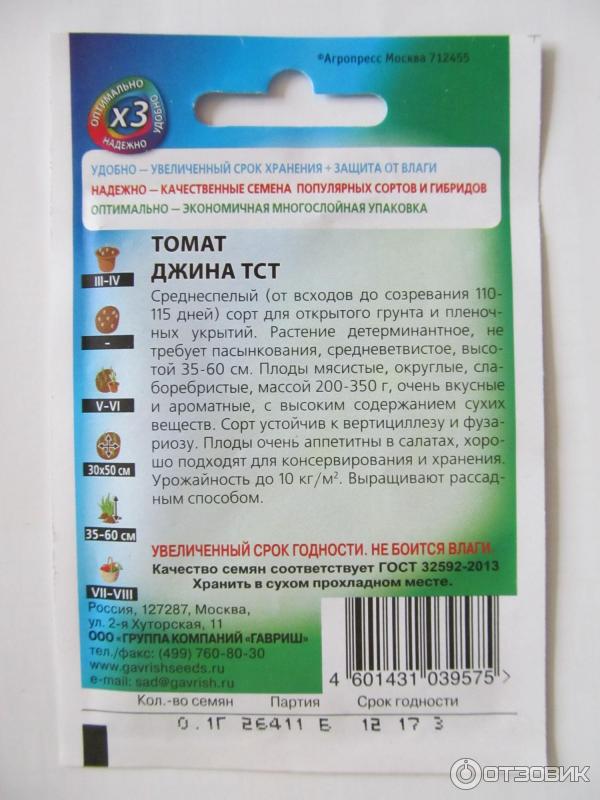 ©Агропресс Москва 712455
ОПТИМАЛЬНО
УДОБНО
НАДЕЖНО
х3
УДОБНО — УВЕЛИЧЕННЫЙ СРОК ХРАНЕНИЯ + ЗАЩИТА ОТ ВЛАГИ
НАДЕЖНО — КАЧЕСТВЕННЫЕ СЕМЕНА ПОПУЛЯРНЫХ СОРТОВ И ГИБРИДОВ
ОПТИМАЛЬНО — ЭКОНОМИЧНАЯ МНОГОСЛОЙНАЯ УПАКОВКА
ТОМАТ
ДЖИНА ТСТ
III-IV
-
V-VI
30х50 см
35-60 см
VII-VIII
Среднеспелый (от всходов до созревания 110-
115 дней) сорт для открытого грунта и пленоч-
ных укрытий. Растение детерминантное, не
требует пасынкования, средневетвистое, высо-
той 35-60 см. Плоды мясистые, округлые, сла-
боребристые, массой 200-350 г, очень вкусные
и ароматные, с высоким содержанием сухих
веществ. Сорт устойчив к вертициллезу и фуза-
риозу. Плоды очень аппетитны в салатах, хоро-
шо подходят для консервирования и хранения.
Урожайность до 10 кг/м². Выращивают рассад-
ным способом.
УВЕЛИЧЕННЫЙ СРОК ГОДНОСТИ. НЕ БОИТСЯ ВЛАГИ.
Качество семян соответствует ГОСТ 32592-2013
Хранить в сухом прохладном месте.
Россия, 127287, Москва,
ул. 2-я Хуторская, 11
ООО «ГРУППА КОМПАНИЙ «ГАВРИШ»
тел./факс: (499) 760-80-30
www.gavrishseeds.ru
e-mail: sad@gavrish.ru
4 601431 039575 >
Кол.-во семян Партия Срок годности
0.1Г 26411 Б 12 17 3
ОТЗОВИК